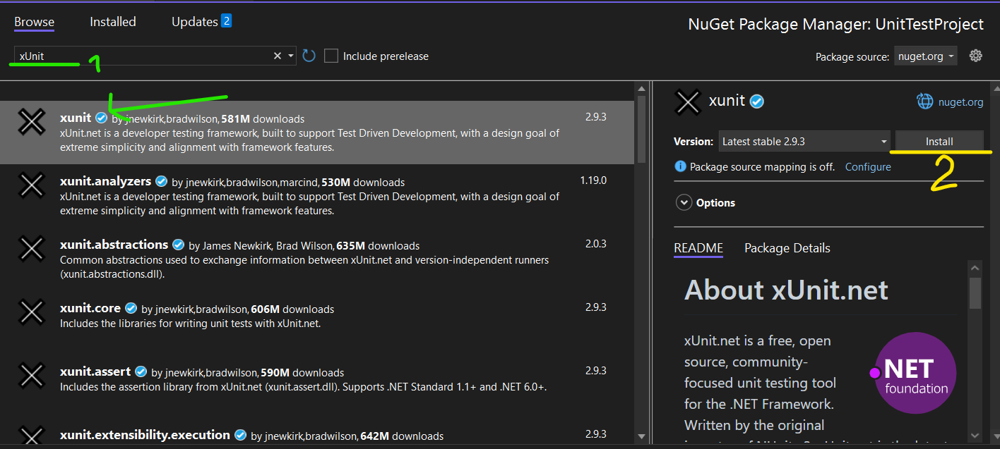 Browse Installed Updates 2
NuGet Package Manager: UnitTestProject
xUnit
1
Include prerelease
Package source: nuget.org
xunit by jnewkirk,bradwilson, 581M downloads 2.9.3
xUnit.net is a developer testing framework, built to support Test Driven Development, with a design goal of
extreme simplicity and alignment with framework features.
xunit.analyzers by jnewkirk,bradwilson,marcind, 530M downloads 1.19.0
xUnit.net is a developer testing framework, built to support Test Driven Development, with a design goal of
extreme simplicity and alignment with framework features.
xunit.abstractions by James Newkirk, Brad Wilson, 635M downloads 2.0.3
Common abstractions used to exchange information between xUnit.net and version-independent runners
(xunit.abstractions.dll).
xunit.core by jnewkirk,bradwilson, 606M downloads 2.9.3
Includes the libraries for writing unit tests with xUnit.net.
xunit.assert by jnewkirk,bradwilson, 590M downloads 2.9.3
Includes the assertion library from xUnit.net (xunit.assert.dll). Supports .NET Standard 1.1+ and .NET 6.0+.
xunit.extensibility.execution by jnewkirk,bradwilson, 642M downloads 2.9.3
xunit
nuget.org
Version: Latest stable 2.9.3 Install
Package source mapping is off. Configure
2
Options
README Package Details
About xUnit.net
xUnit.net is a free, open
source, community-
focused unit testing tool
for the .NET Framework.
Written by the original
NET
foundation